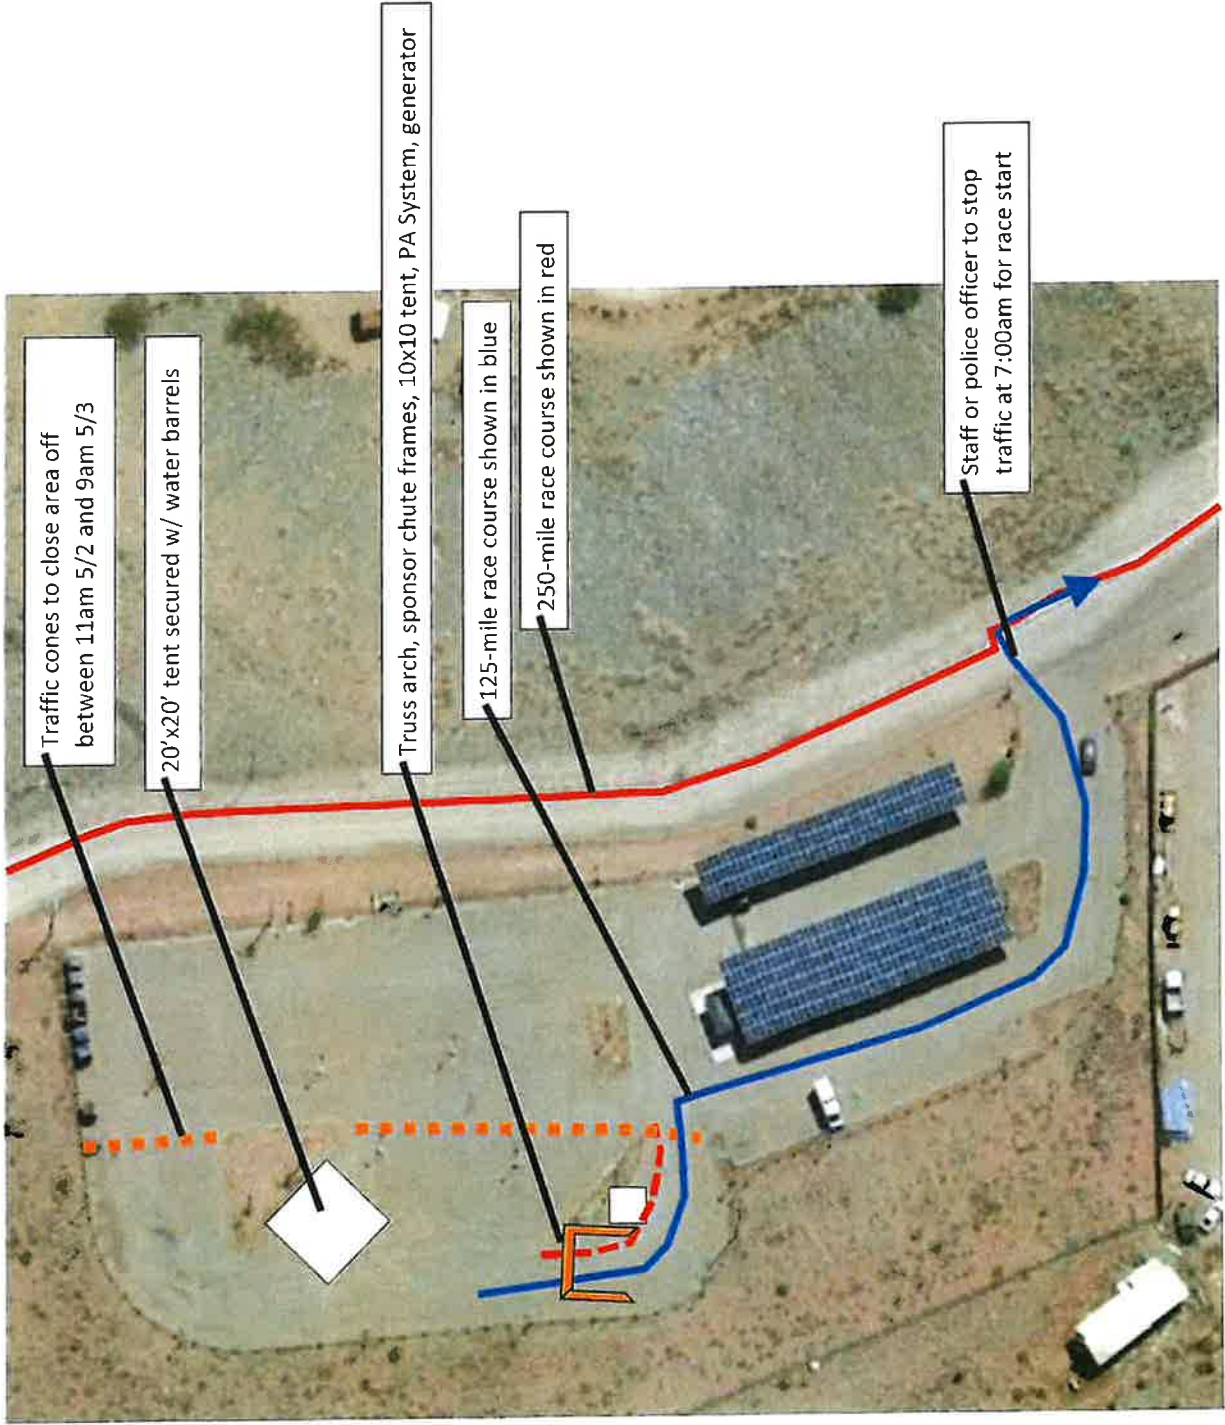 Traffic cones to close area off
between 11am 5/2 and 9am 5/3
20'x20' tent secured w/ water barrels
Truss arch, sponsor chute frames, 10x10 tent, PA System, generator
125-mile race course shown in blue
250-mile race course shown in red
Staff or police officer to stop
traffic at 7:00am for race start